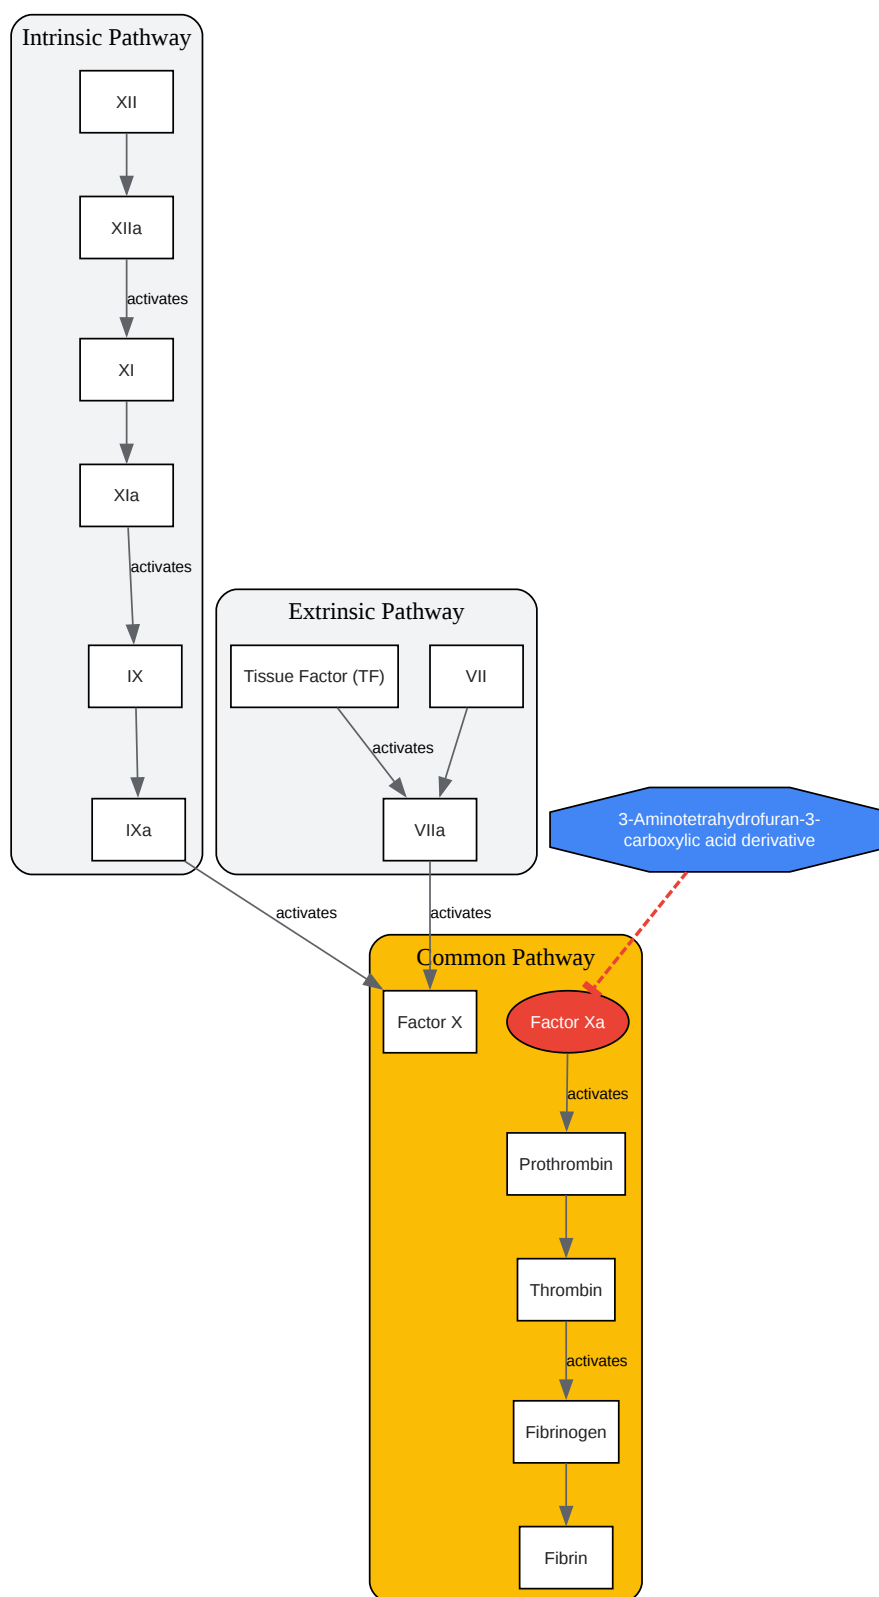 Intrinsic Pathway
XII
XIIa
activates
XI
XIa
activates
IX
IXa
Extrinsic Pathway
Tissue Factor (TF)
VII
activates
VIIa
3-Aminotetrahydrofuran-3-
carboxylic acid derivative
activates
activates
Common Pathway
Factor X
Factor Xa
activates
Prothrombin
Thrombin
activates
Fibrinogen
Fibrin